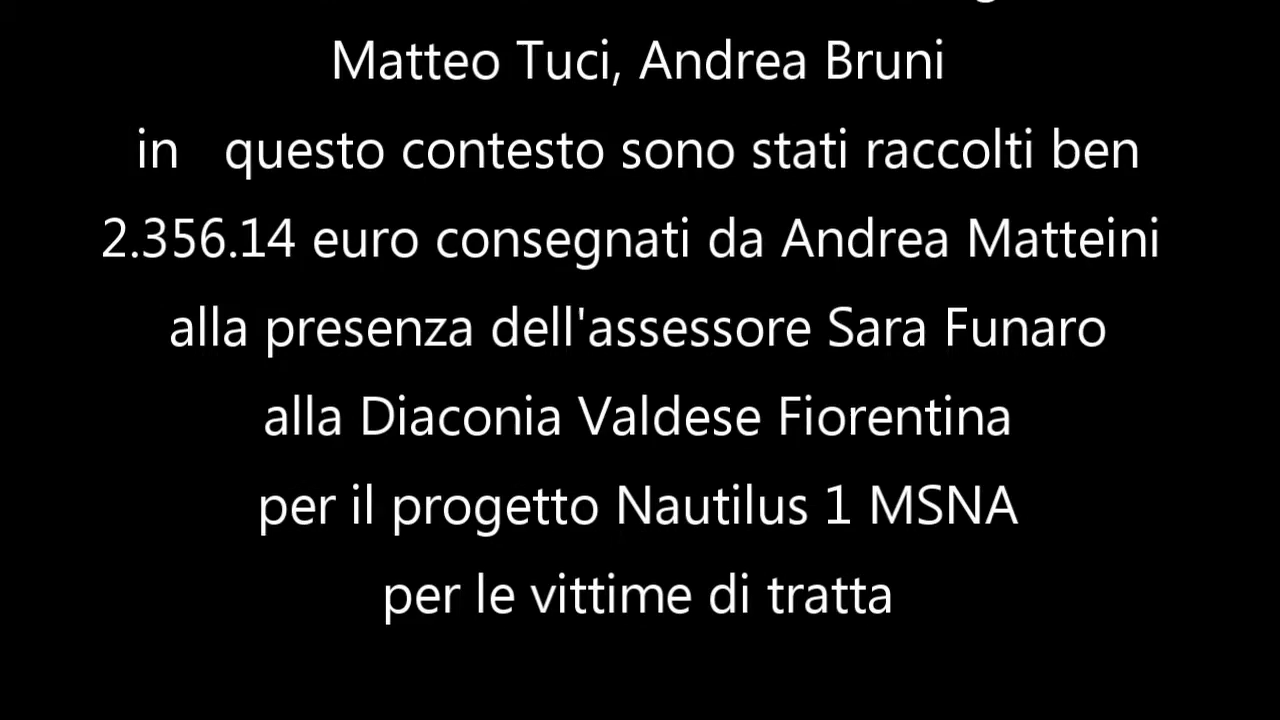 Matteo Tuci, Andrea Bruni
in questo contesto sono stati raccolti ben
2.356.14 euro consegnati da Andrea Matteini
alla presenza dell'assessore Sara Funaro
alla Diaconia Valdese Fiorentina
per il progetto Nautilus 1 MSNA
per le vittime di tratta